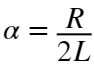 α = R / 2L